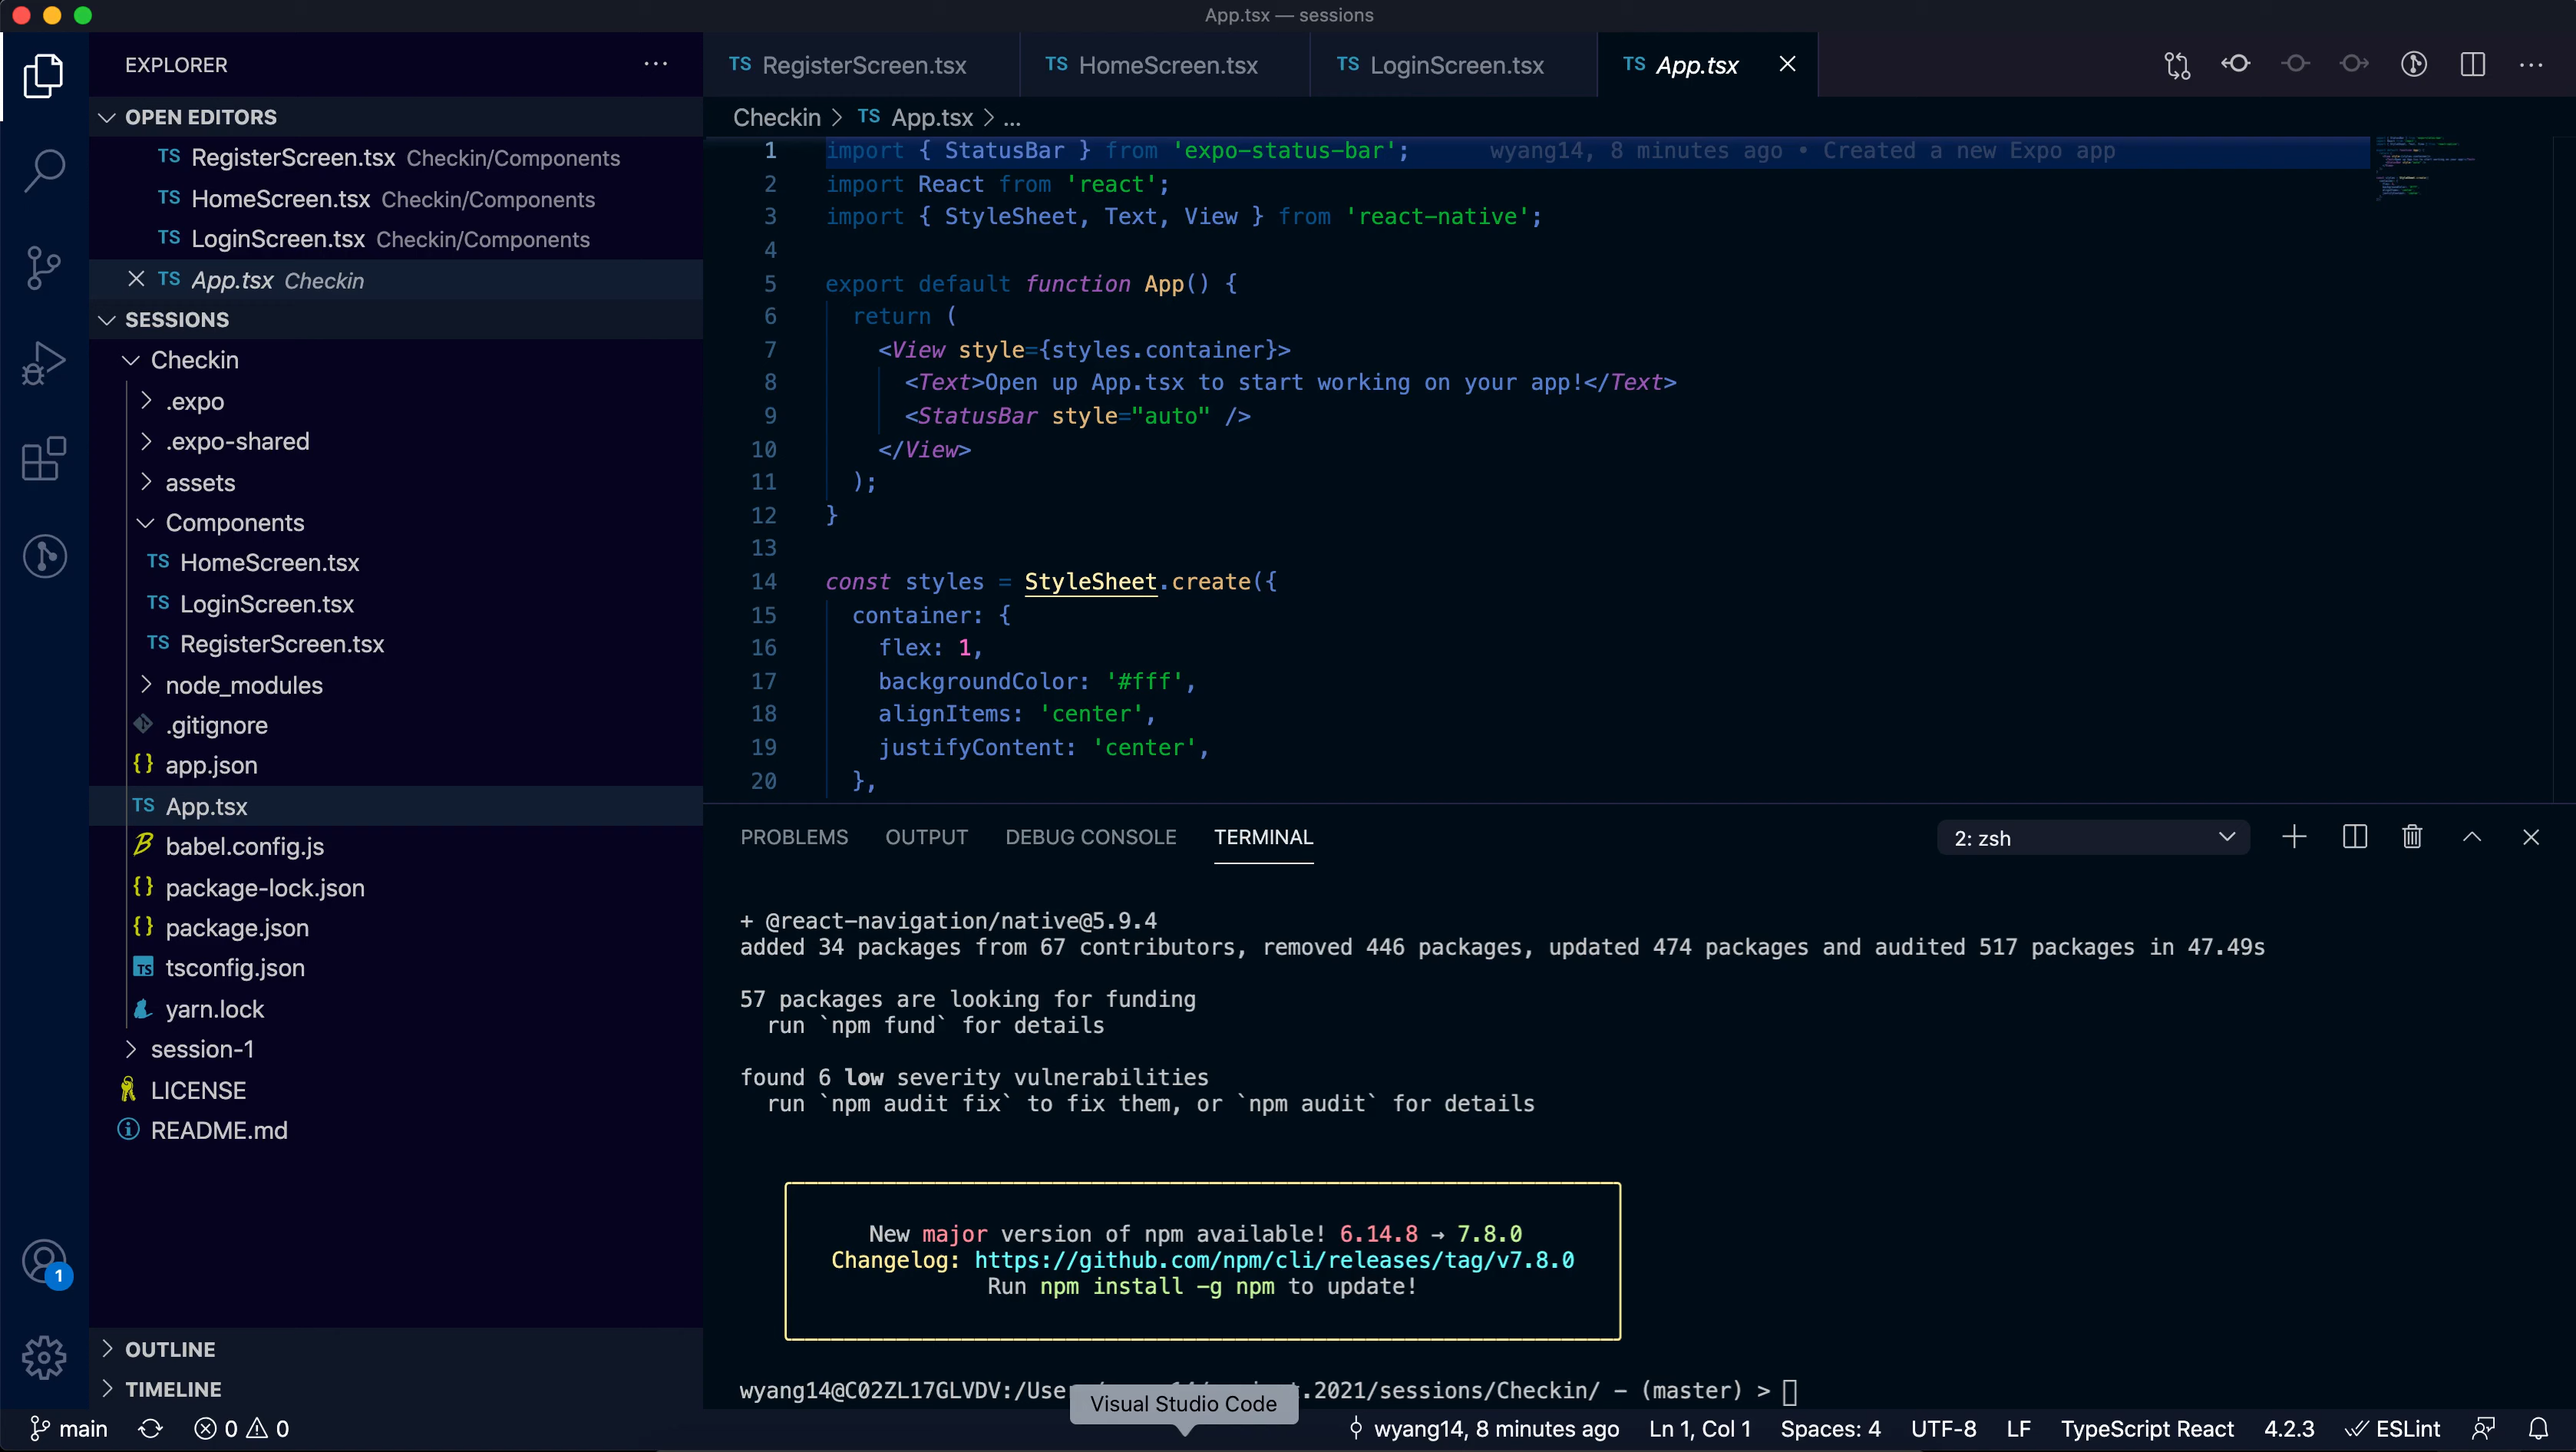 App.tsx — sessions
EXPLORER
OPEN EDITORS
TS RegisterScreen.tsx Checkin/Components
TS HomeScreen.tsx Checkin/Components
TS LoginScreen.tsx Checkin/Components
TS App.tsx Checkin
SESSIONS
Checkin
.expo
.expo-shared
assets
Components
TS HomeScreen.tsx
TS LoginScreen.tsx
TS RegisterScreen.tsx
node_modules
.gitignore
{} app.json
TS App.tsx
babel.config.js
{} package-lock.json
{} package.json
TS tsconfig.json
yarn.lock
session-1
LICENSE
README.md
OUTLINE
TIMELINE
1
TS RegisterScreen.tsx TS HomeScreen.tsx TS LoginScreen.tsx TS App.tsx
Checkin > TS App.tsx > ...
1 import { StatusBar } from 'expo-status-bar'; wyang14, 8 minutes ago • Created a new Expo app
2 import React from 'react';
3 import { StyleSheet, Text, View } from 'react-native';
4
5 export default function App() {
6 return (
7 <View style={styles.container}>
8 <Text>Open up App.tsx to start working on your app!</Text>
9 <StatusBar style="auto" />
10 </View>
11 );
12 }
13
14 const styles = StyleSheet.create({
15 container: {
16 flex: 1,
17 backgroundColor: '#fff',
18 alignItems: 'center',
19 justifyContent: 'center',
20 },
PROBLEMS OUTPUT DEBUG CONSOLE TERMINAL 2: zsh
+ @react-navigation/native@5.9.4
added 34 packages from 67 contributors, removed 446 packages, updated 474 packages and audited 517 packages in 47.49s
57 packages are looking for funding
run `npm fund` for details
found 6 low severity vulnerabilities
run `npm audit fix` to fix them, or `npm audit` for details
New major version of npm available! 6.14.8 → 7.8.0
Changelog: https://github.com/npm/cli/releases/tag/v7.8.0
Run npm install -g npm to update!
wyang14@C02ZL17GLVDV:/Use .2021/sessions/Checkin/ - (master) >
Visual Studio Code
main 0 0 wyang14, 8 minutes ago Ln 1, Col 1 Spaces: 4 UTF-8 LF TypeScript React 4.2.3 ESLint